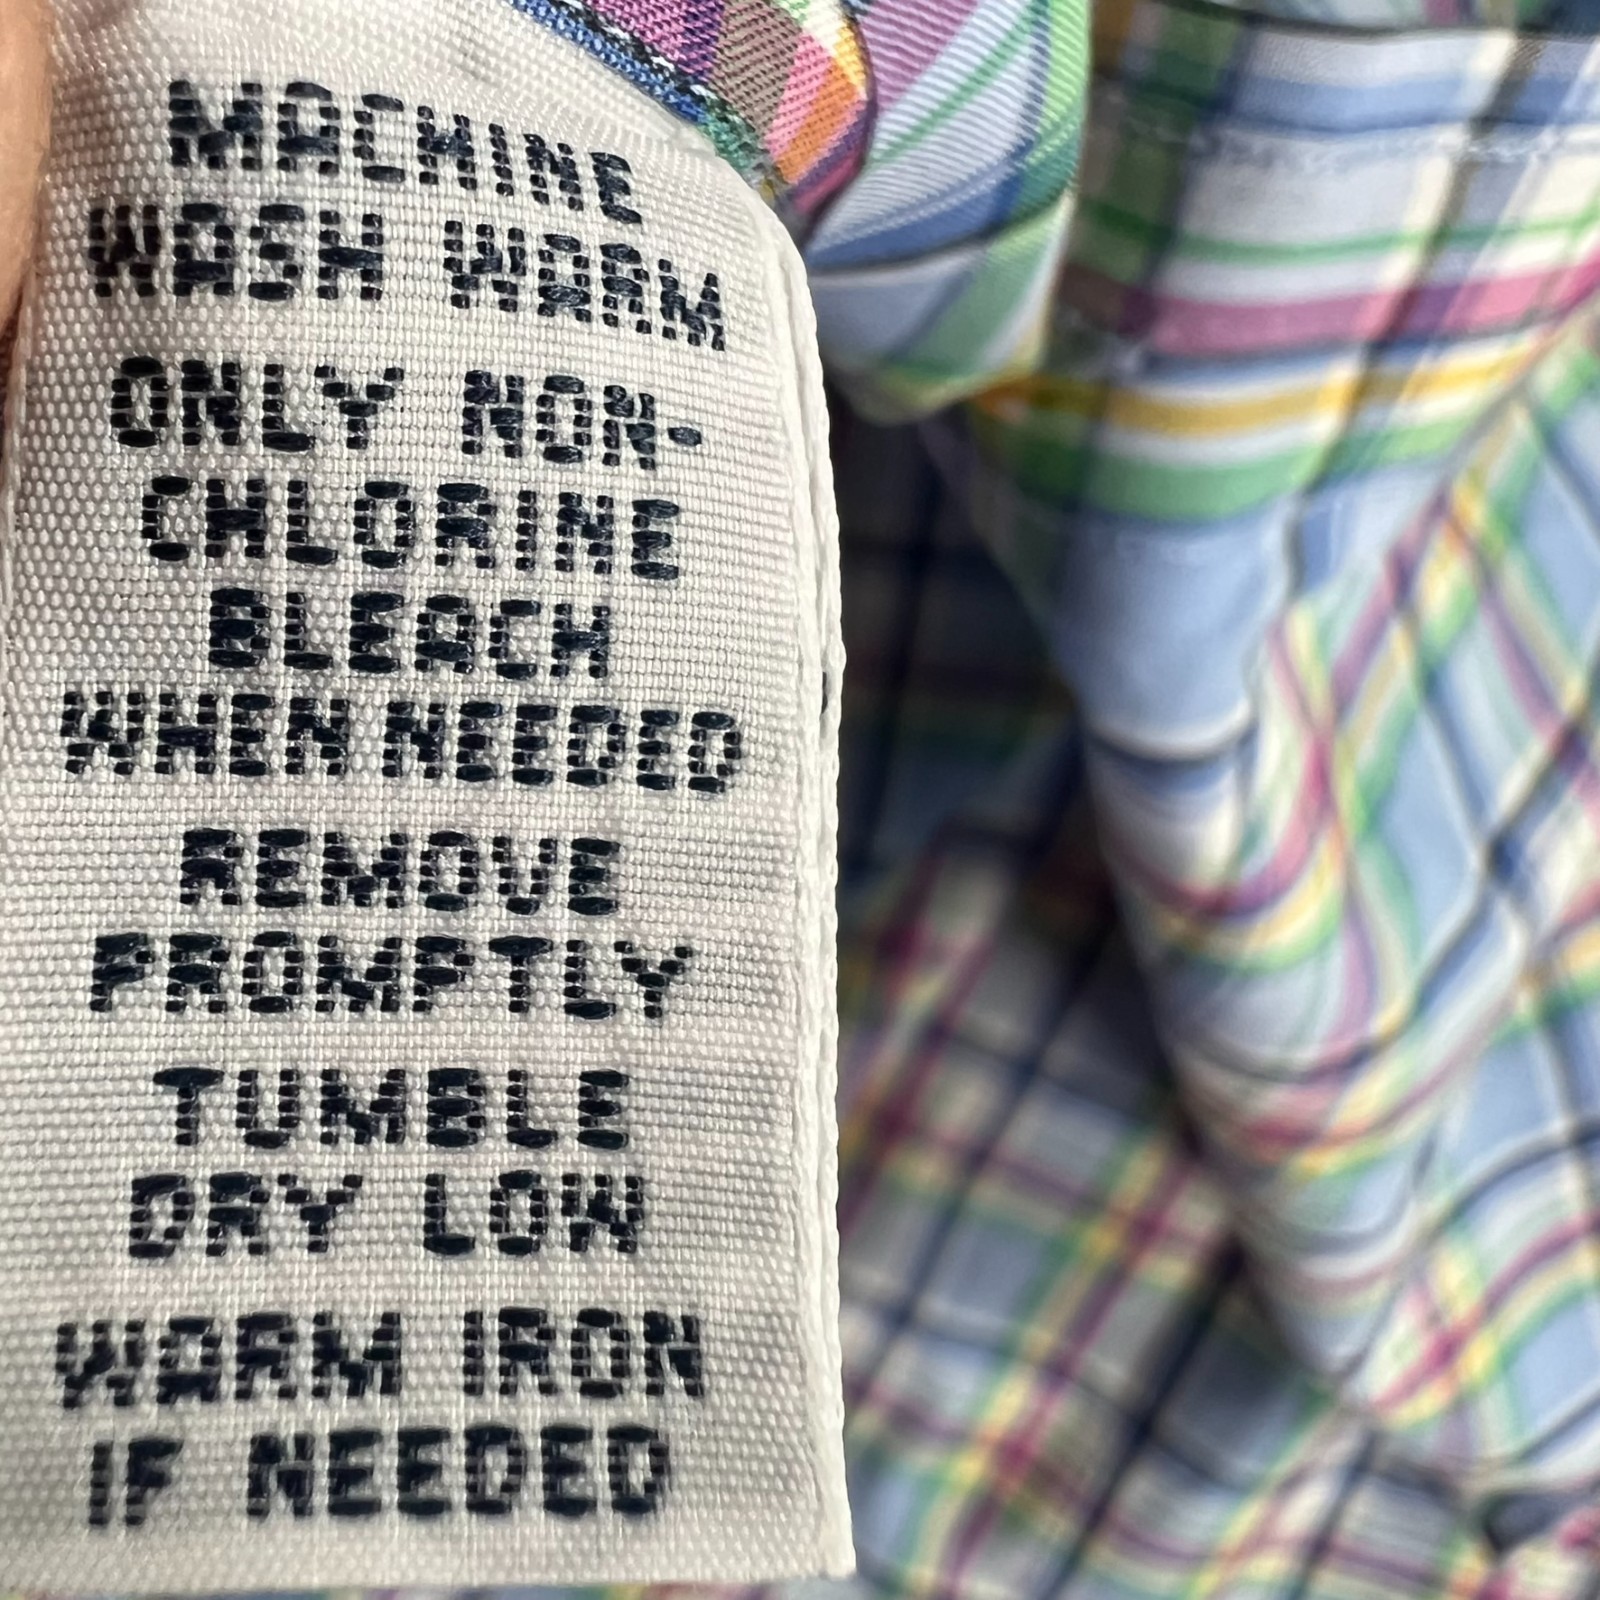 MACHINE
WASH WARM
ONLY NON-
CHLORINE
BLEACH
WHEN NEEDED
REMOVE
PROMPTLY
TUMBLE
DRY LOW
WARM IRON
IF NEEDED